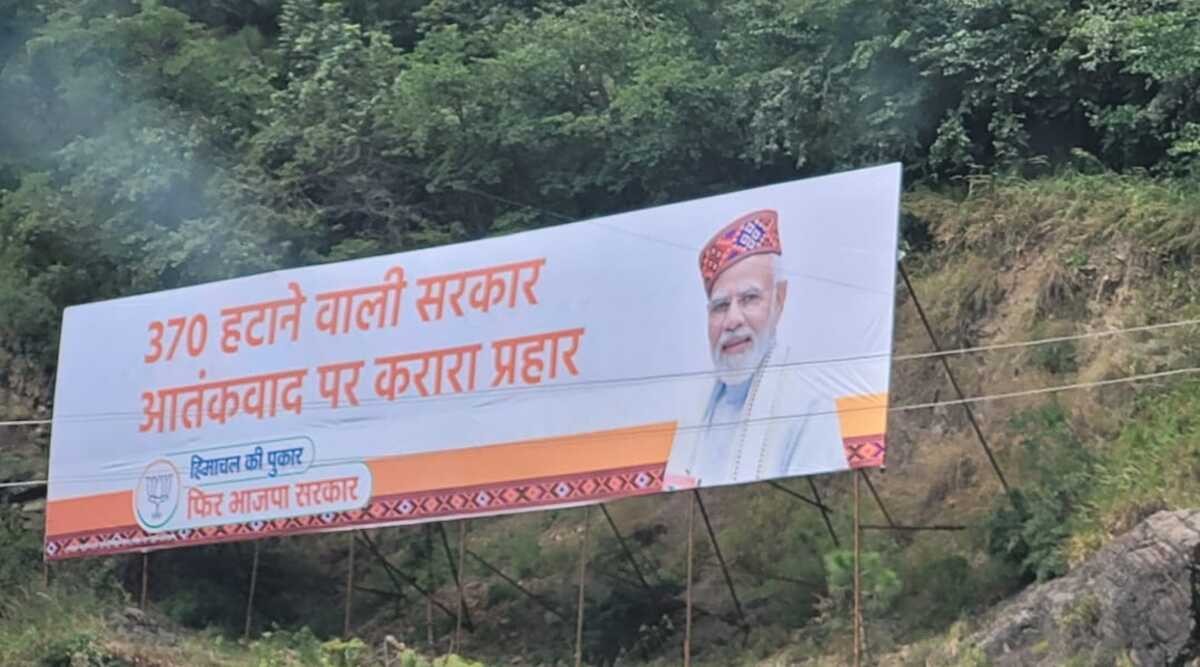 370 हटाने वाली सरकार
आतंकवाद पर करारा प्रहार
हिमाचल की पुकार
फिर भाजपा सरकार